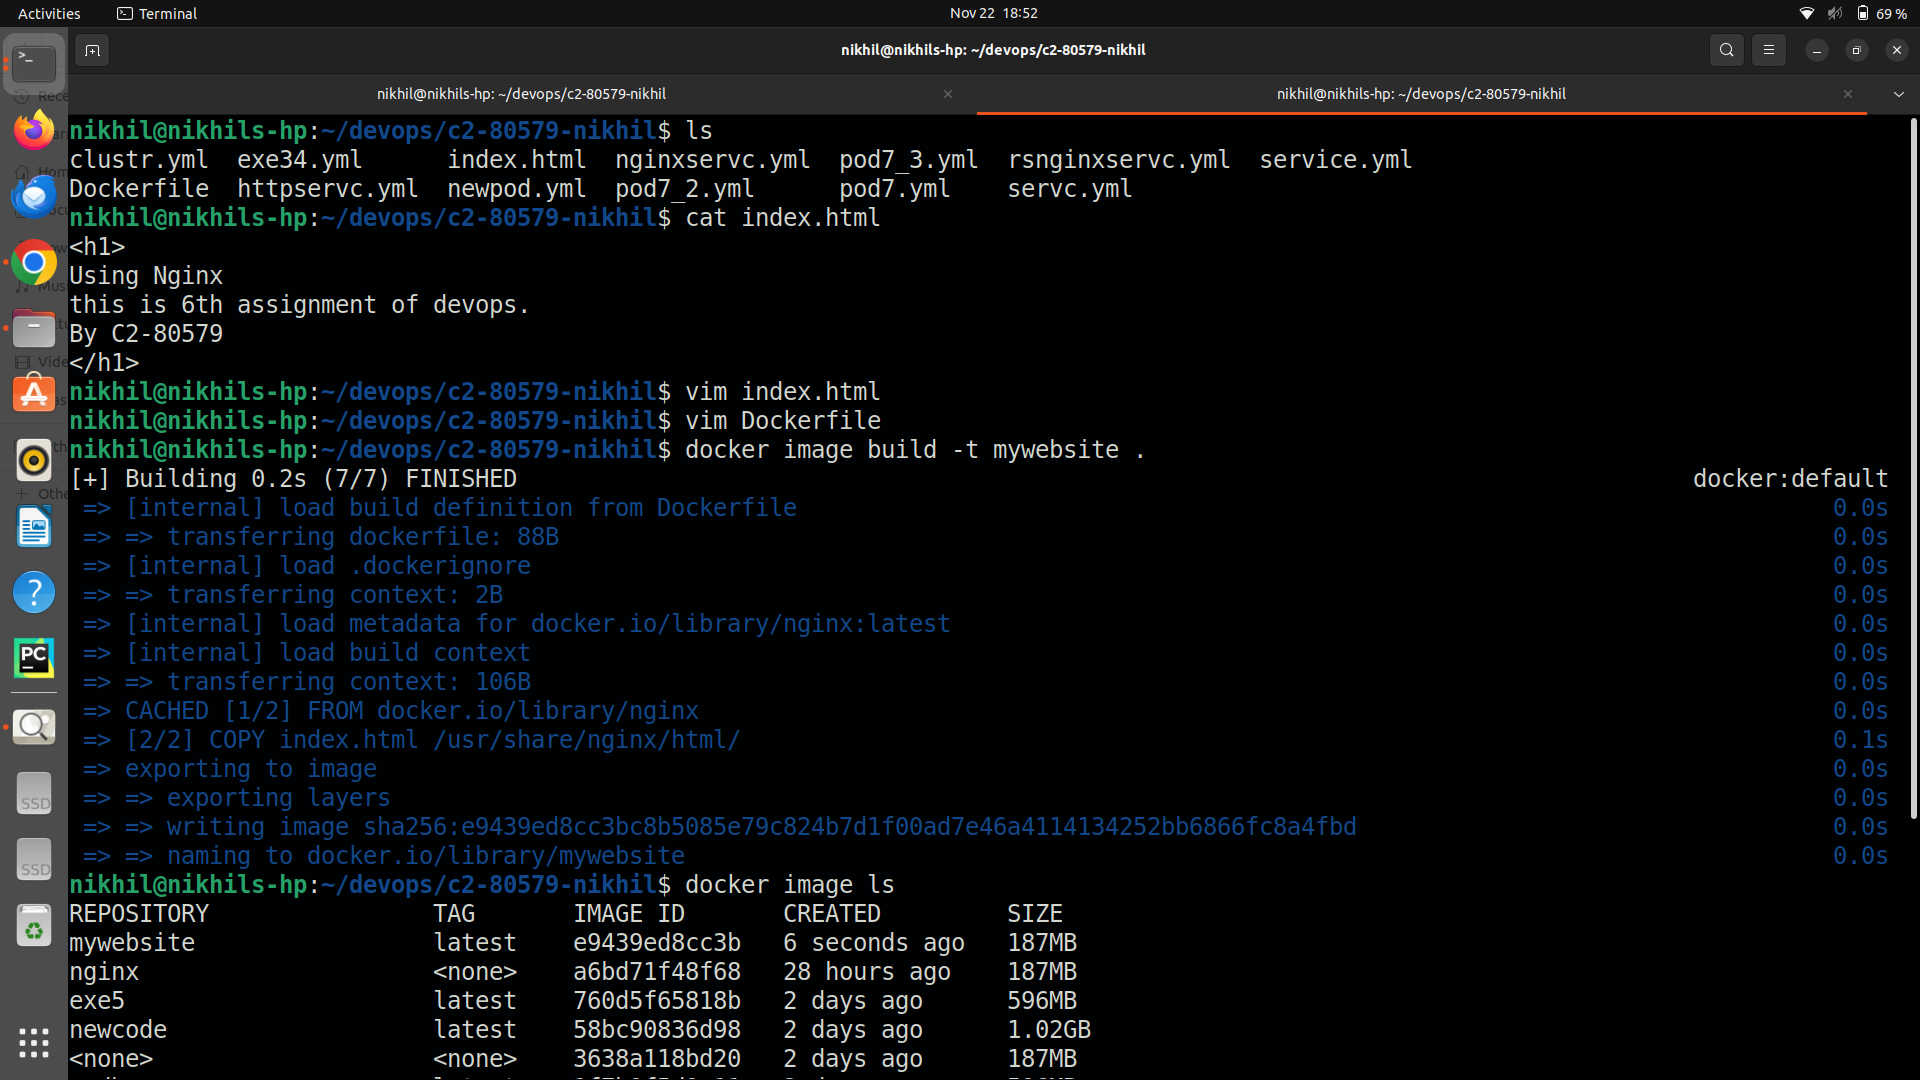 Activities Terminal Nov 22 18:52 69 %
nikhil@nikhils-hp: ~/devops/c2-80579-nikhil
nikhil@nikhils-hp: ~/devops/c2-80579-nikhil nikhil@nikhils-hp: ~/devops/c2-80579-nikhil
nikhil@nikhils-hp:~/devops/c2-80579-nikhil$ ls
clustr.yml exe34.yml index.html nginxservc.yml pod7_3.yml rsnginxservc.yml service.yml
Dockerfile httpservc.yml newpod.yml pod7_2.yml pod7.yml servc.yml
nikhil@nikhils-hp:~/devops/c2-80579-nikhil$ cat index.html
<h1>
Using Nginx
this is 6th assignment of devops.
By C2-80579
</h1>
nikhil@nikhils-hp:~/devops/c2-80579-nikhil$ vim index.html
nikhil@nikhils-hp:~/devops/c2-80579-nikhil$ vim Dockerfile
nikhil@nikhils-hp:~/devops/c2-80579-nikhil$ docker image build -t mywebsite .
[+] Building 0.2s (7/7) FINISHED docker:default
=> [internal] load build definition from Dockerfile 0.0s
=> => transferring dockerfile: 88B 0.0s
=> [internal] load .dockerignore 0.0s
=> => transferring context: 2B 0.0s
=> [internal] load metadata for docker.io/library/nginx:latest 0.0s
=> [internal] load build context 0.0s
=> => transferring context: 106B 0.0s
=> CACHED [1/2] FROM docker.io/library/nginx 0.0s
=> [2/2] COPY index.html /usr/share/nginx/html/ 0.1s
=> exporting to image 0.0s
=> => exporting layers 0.0s
=> => writing image sha256:e9439ed8cc3bc8b5085e79c824b7d1f00ad7e46a4114134252bb6866fc8a4fbd 0.0s
=> => naming to docker.io/library/mywebsite 0.0s
nikhil@nikhils-hp:~/devops/c2-80579-nikhil$ docker image ls
REPOSITORY TAG IMAGE ID CREATED SIZE
mywebsite latest e9439ed8cc3b 6 seconds ago 187MB
nginx <none> a6bd71f48f68 28 hours ago 187MB
exe5 latest 760d5f65818b 2 days ago 596MB
newcode latest 58bc90836d98 2 days ago 1.02GB
<none> <none> 3638a118bd20 2 days ago 187MB
PC
SSD
SSD